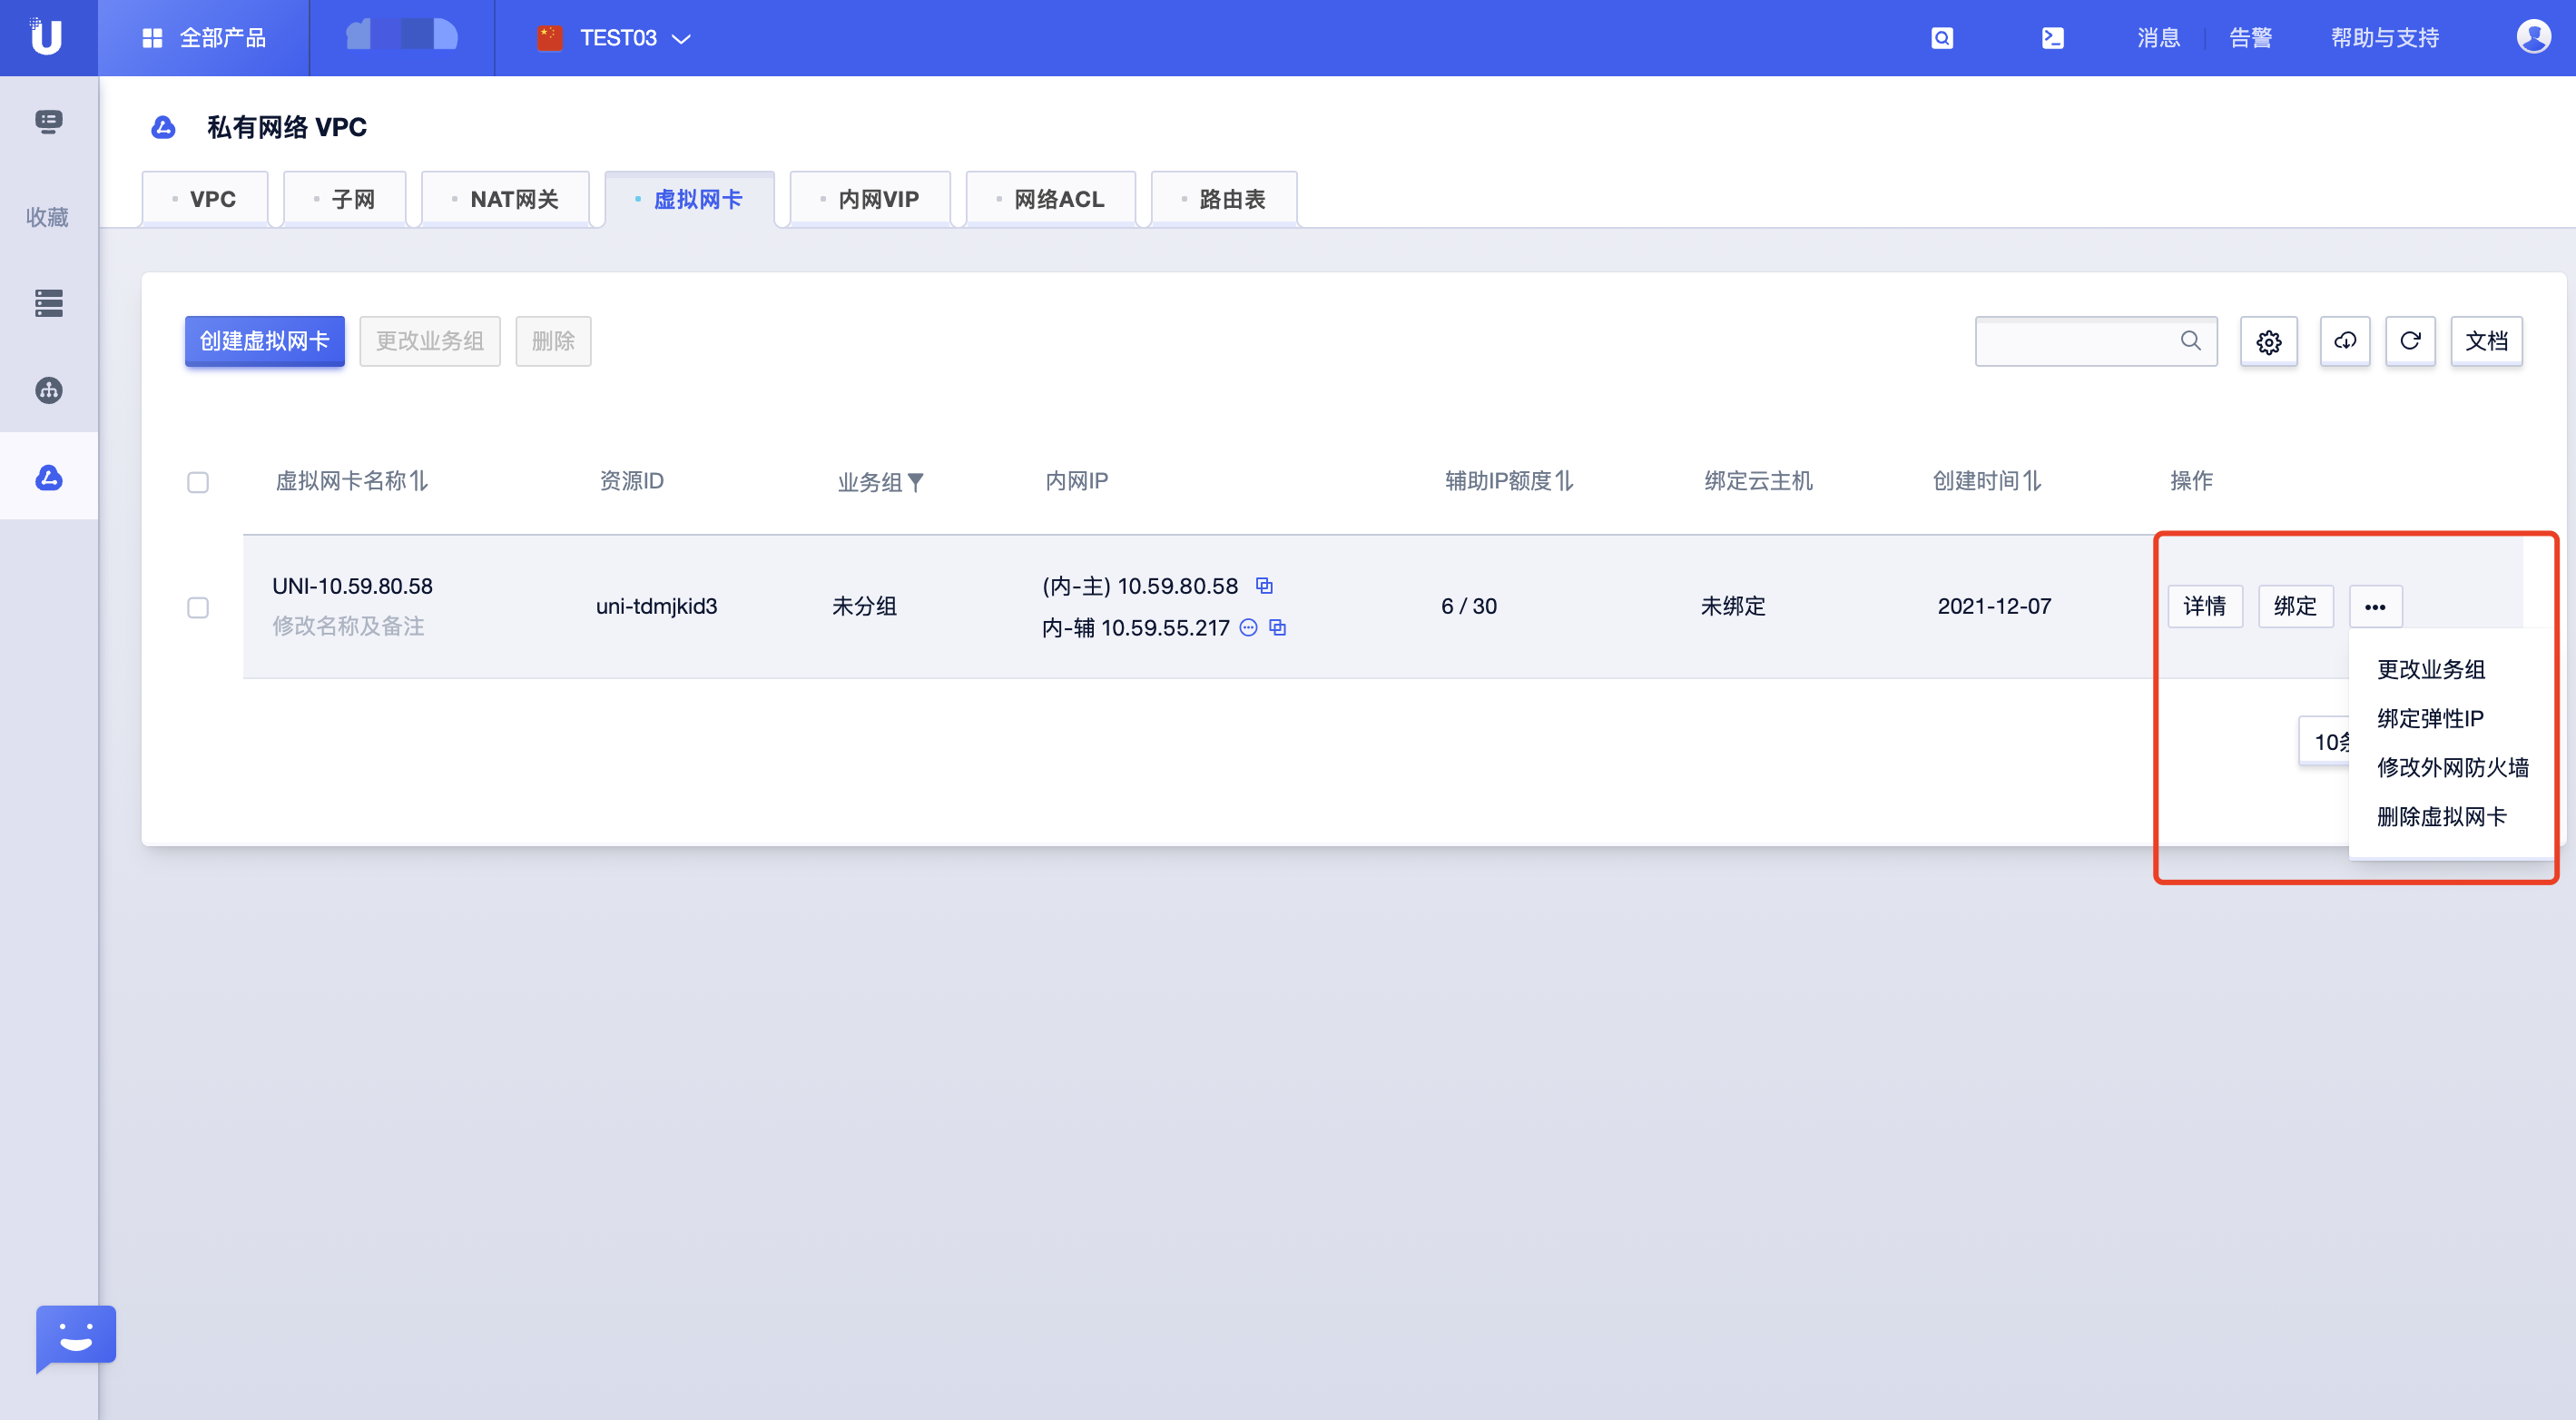 全部产品
TEST03
消息
告警
帮助与支持
私有网络 VPC
收藏
VPC
子网
NAT网关
虚拟网卡
内网VIP
网络ACL
路由表
创建虚拟网卡
更改业务组
删除
文档
虚拟网卡名称
资源ID
业务组
内网IP
辅助IP额度
绑定云主机
创建时间
操作
UNI-10.59.80.58
修改名称及备注
uni-tdmjkid3
未分组
(内-主) 10.59.80.58
内-辅 10.59.55.217
6 / 30
未绑定
2021-12-07
详情
绑定
更改业务组
绑定弹性IP
修改外网防火墙
删除虚拟网卡
10条